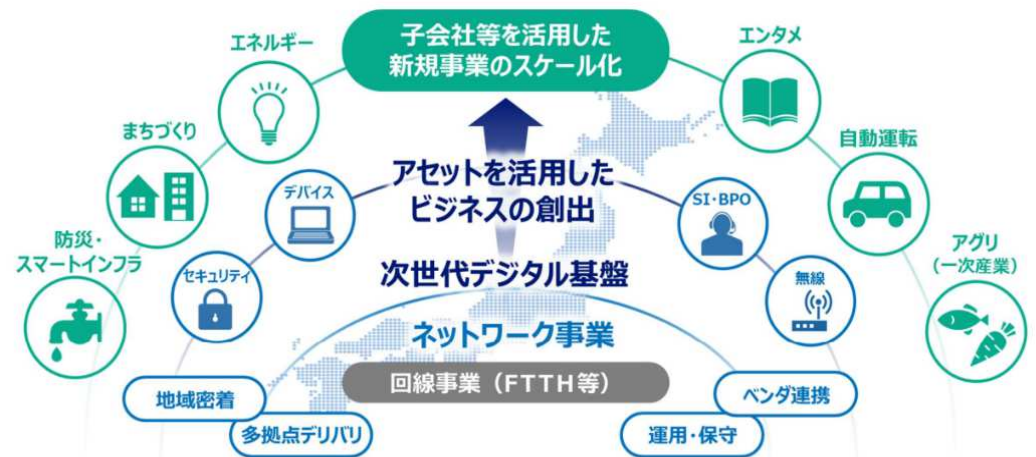 子会社等を活用した
新規事業のスケール化
エネルギー
エンタメ
まちづくり
自動運転
アセットを活用した
ビジネスの創出
デバイス
SI・BPO
防災・
スマートインフラ
アグリ
(一次産業)
セキュリティ
次世代デジタル基盤
無線
ネットワーク事業
回線事業（FTTH等）
地域密着
ベンダ連携
多拠点デリバリ
運用・保守